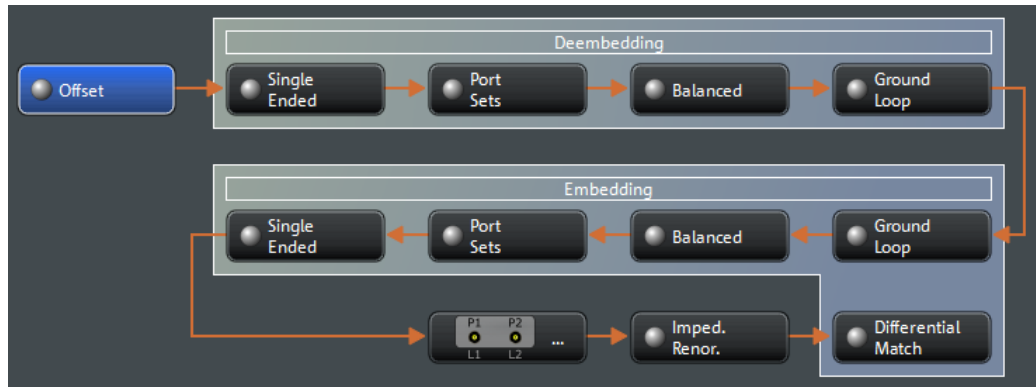 Deembedding
Offset
Single
Ended
Port
Sets
Balanced
Ground
Loop
Embedding
Single
Ended
Port
Sets
Balanced
Ground
Loop
P1 P2
L1 L2
...
Imped.
Renor.
Differential
Match